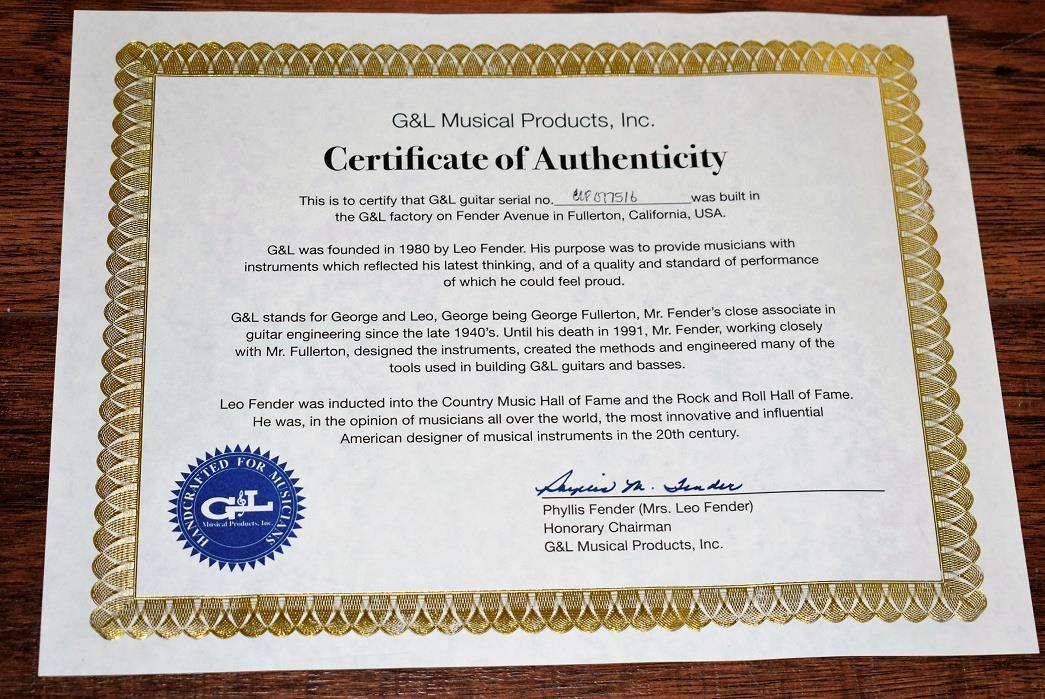 G&L Musical Products, Inc.
Certificate of Authenticity
This is to certify that G&L guitar serial no. CLF097516 was built in
the G&L factory on Fender Avenue in Fullerton, California, USA.
G&L was founded in 1980 by Leo Fender. His purpose was to provide musicians with
instruments which reflected his latest thinking, and of a quality and standard of performance
of which he could feel proud.
G&L stands for George and Leo, George being George Fullerton, Mr. Fender's close associate in
guitar engineering since the late 1940's. Until his death in 1991, Mr. Fender, working closely
with Mr. Fullerton, designed the instruments, created the methods and engineered many of the
tools used in building G&L guitars and basses.
Leo Fender was inducted into the Country Music Hall of Fame and the Rock and Roll Hall of Fame.
He was, in the opinion of musicians all over the world, the most innovative and influential
American designer of musical instruments in the 20th century.
HANDCRAFTED FOR MUSICIANS
G&L
Musical Products, Inc.
Phyllis M. Fender
Phyllis Fender (Mrs. Leo Fender)
Honorary Chairman
G&L Musical Products, Inc.